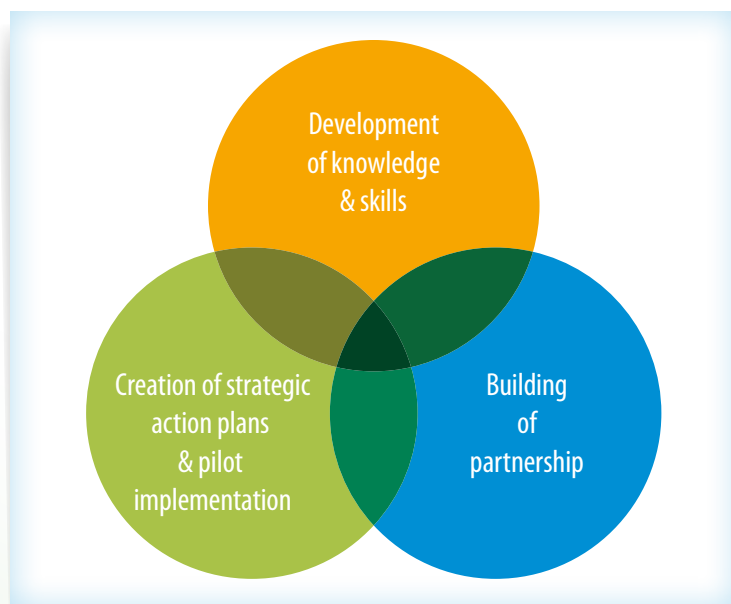 Development
of knowledge
& skills
Creation of strategic
action plans
& pilot
implementation
Building
of
partnership